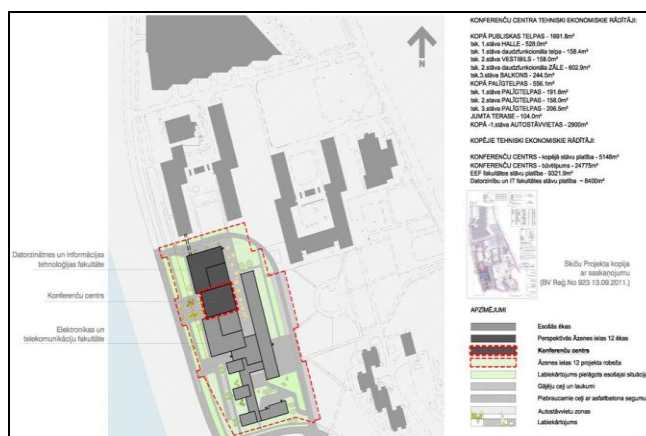 KONFERENČU CENTRA TEHNISKI EKONOMISKIE RĀDĪTĀJI:
KOPĀ PUBLISKAS TELPAS - 1691.8m²
tsk. 1.stāva HALLE - 528.0m²
tsk. 1.stāva daudzfunkcionāla telpa - 158.4m²
tsk. 2.stāva VESTIBILS - 158.0m²
tsk. 2.stāva daudzfunkcionāla ZĀLE - 602.9m²
tsk.3.stāva BALKONS - 244.5m²
KOPĀ PALĪGTELPAS - 556.1m²
tsk. 1.stāva PALĪGTELPAS - 191.6m²
tsk. 2.stava PALĪGTELPAS - 158.0m²
tsk. 3.stāva PALĪGTELPAS - 206.5m²
JUMTA TERASE - 104.0m²
KOPĀ -1.stāva AUTOSTĀVVIETAS - 2900m²
KOPĒJIE TEHNISKI EKONOMISKIE RĀDĪTĀJI:
KONFERENČU CENTRS - kopējā stāvu platība - 5148m²
KONFERENČU CENTRS - būvtilpums - 24775m³
EEF fakultātes stāvu platība - 9321.9m²
Datorzinību un IT fakultātes stāvu platība ~ 8400m²
N
Datorzinātnes un informācijas
tehnoloģijas fakultāte
Konferenču centrs
Elektronikas un
telekomunikāciju fakultāte
Skiču Projekta kopija
ar saskaņojumu
(BV Reģ.No 923 13.09.2011.)
APZĪMĒJUMI
Esošās ēkas
Perspektīvās Āzenes ielas 12 ēkas
Konferenču centrs
Āzenes ielas 12 projekta robeža
Labiekārtojums pielāgots esošajai situācijai
Gājēju ceļi un laukumi
Piebraucamie ceļi ar asfaltbetona segumu
Autostāvvietu zonas
Labiekārtojums